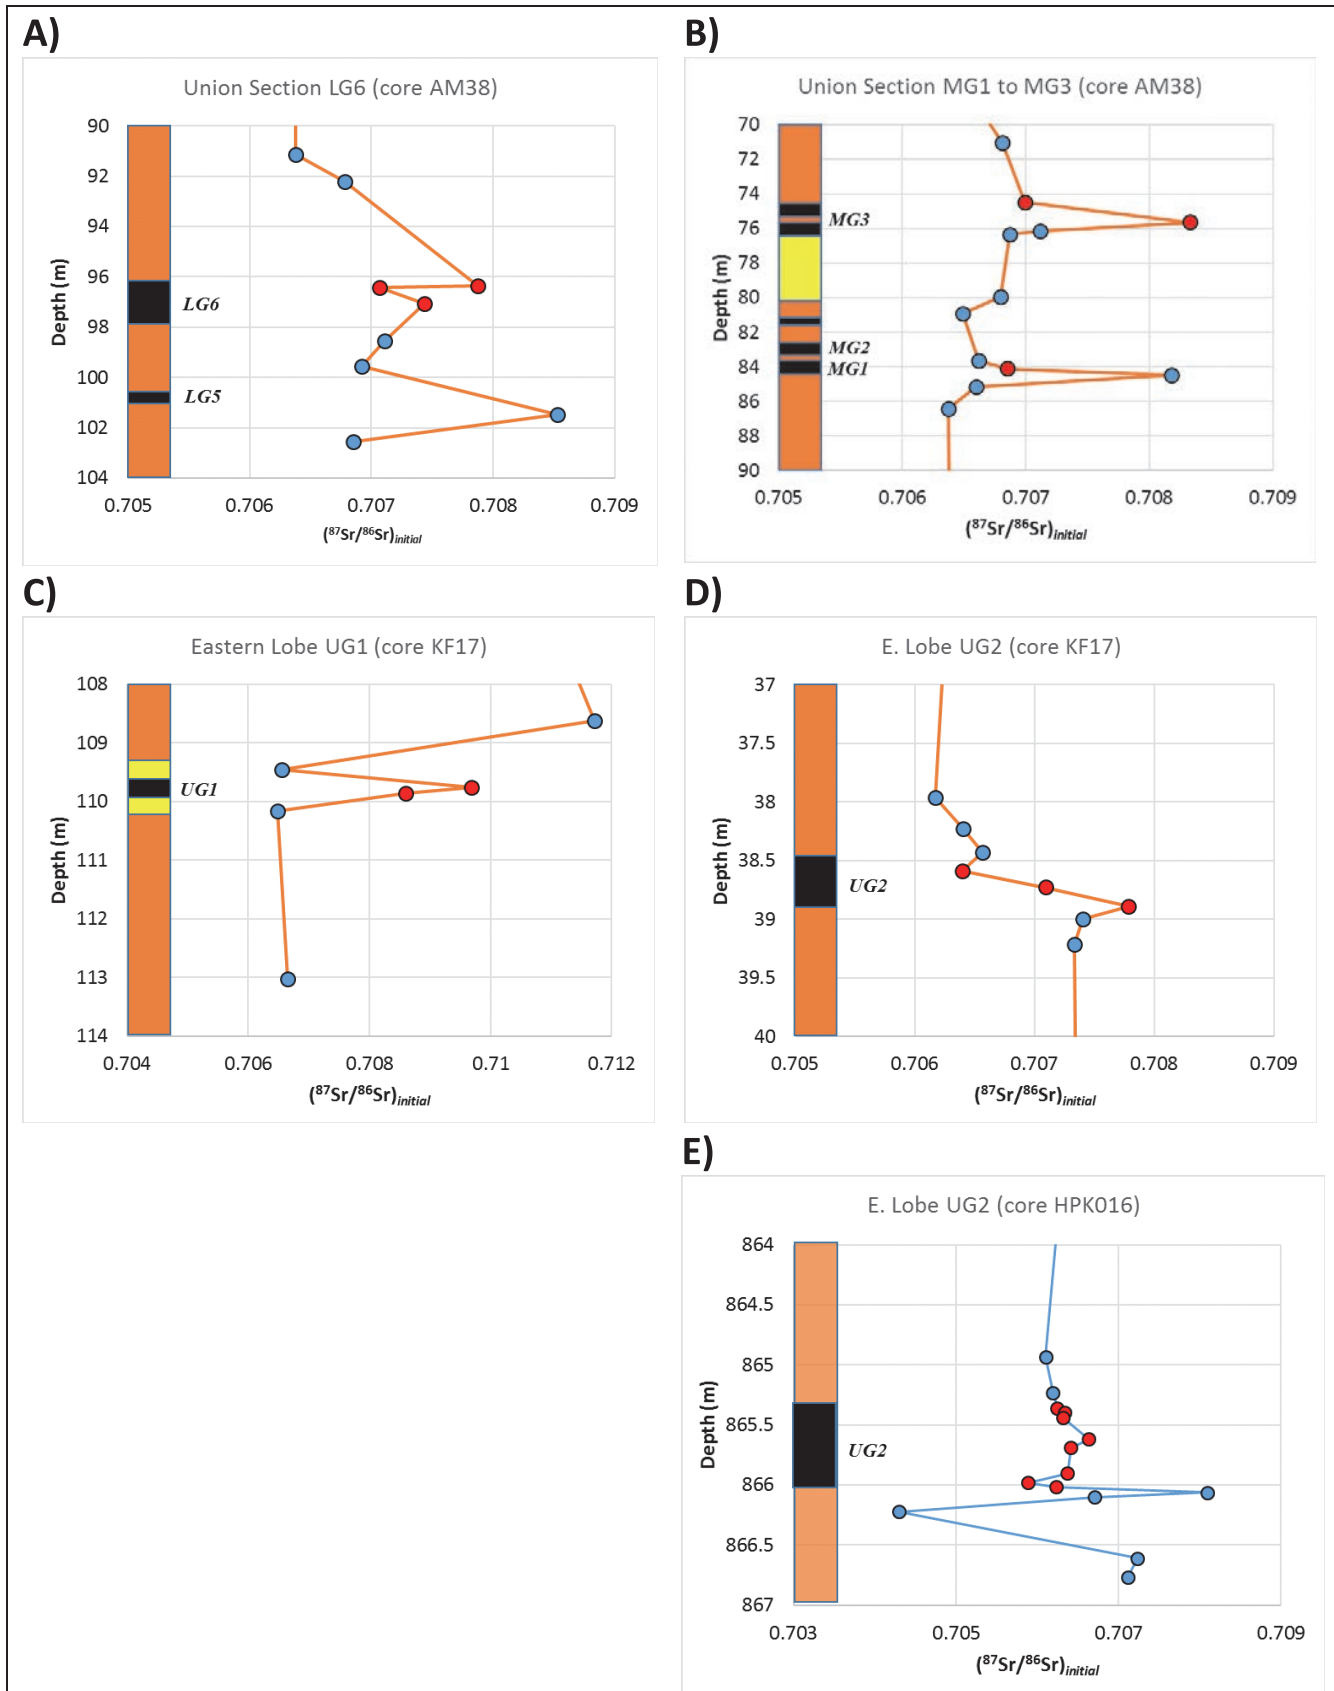 A)
Union Section LG6 (core AM38)
90
92
94
96
98
100
102
104
Depth (m)
LG6
LG5
0.705
0.706
0.707
0.708
0.709
(⁸⁷Sr/⁸⁶Sr)initial
B)
Union Section MG1 to MG3 (core AM38)
70
72
74
76
78
80
82
84
86
88
90
Depth (m)
MG3
MG2
MG1
0.705
0.706
0.707
0.708
0.709
(⁸⁷Sr/⁸⁶Sr)initial
C)
Eastern Lobe UG1 (core KF17)
108
109
110
111
112
113
114
Depth (m)
UG1
0.704
0.706
0.708
0.71
0.712
(⁸⁷Sr/⁸⁶Sr)initial
D)
E. Lobe UG2 (core KF17)
37
37.5
38
38.5
39
39.5
40
Depth (m)
UG2
0.705
0.706
0.707
0.708
0.709
(⁸⁷Sr/⁸⁶Sr)initial
E)
E. Lobe UG2 (core HPK016)
864
864.5
865
865.5
866
866.5
867
Depth (m)
UG2
0.703
0.705
0.707
0.709
(⁸⁷Sr/⁸⁶Sr)initial